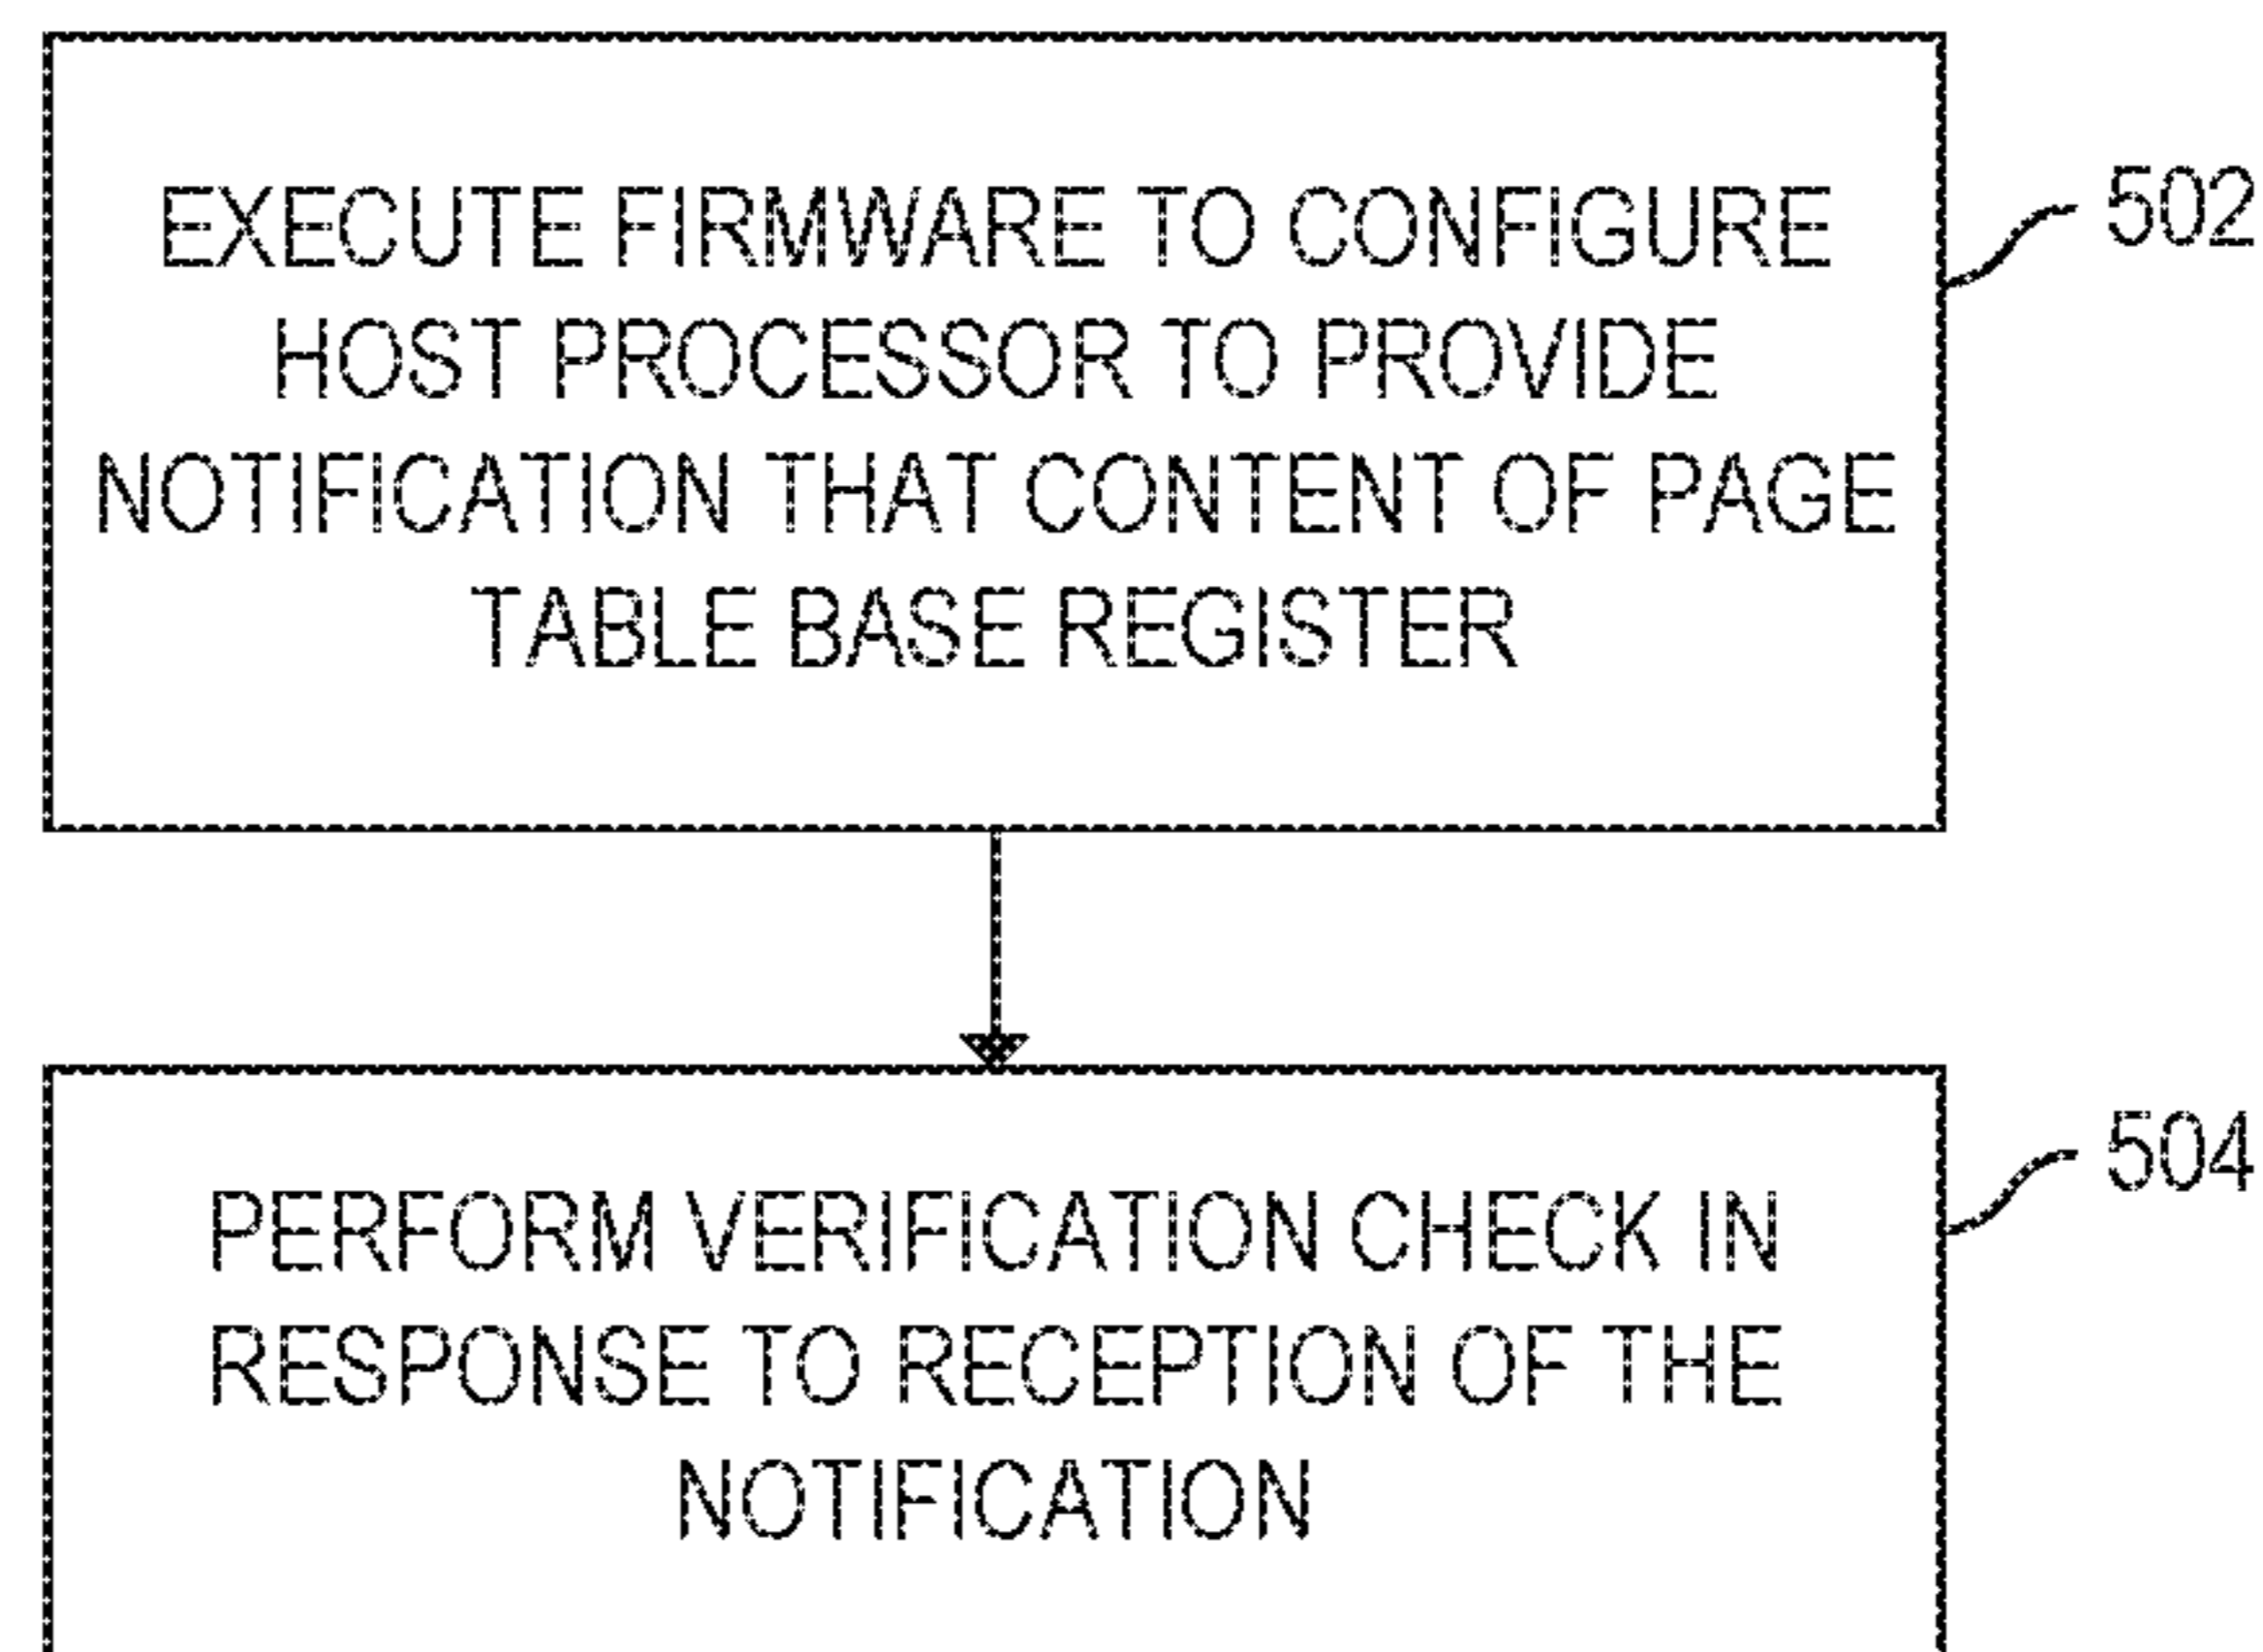 EXECUTE FIRMWARE TO CONFIGURE
HOST PROCESSOR TO PROVIDE
NOTIFICATION THAT CONTENT OF PAGE
TABLE BASE REGISTER
502
PERFORM VERIFICATION CHECK IN
RESPONSE TO RECEPTION OF THE
NOTIFICATION
504